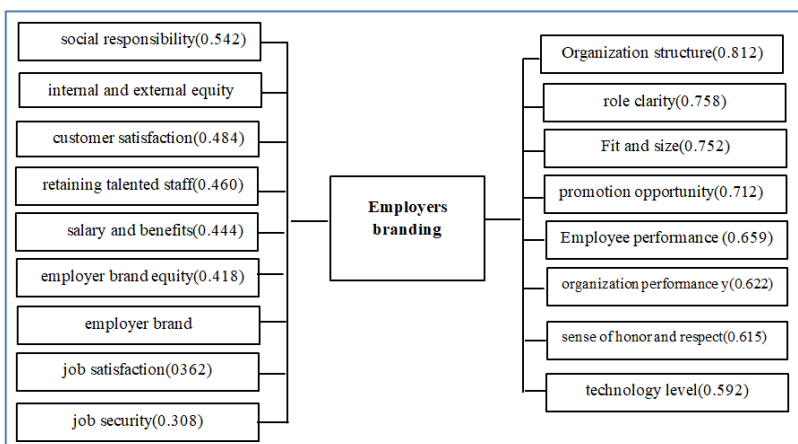 social responsibility(0.542)
internal and external equity
customer satisfaction(0.484)
retaining talented staff(0.460)
salary and benefits(0.444)
employer brand equity(0.418)
employer brand
job satisfaction(0362)
job security(0.308)
Employers
branding
Organization structure(0.812)
role clarity(0.758)
Fit and size(0.752)
promotion opportunity(0.712)
Employee performance (0.659)
organization performance y(0.622)
sense of honor and respect(0.615)
technology level(0.592)